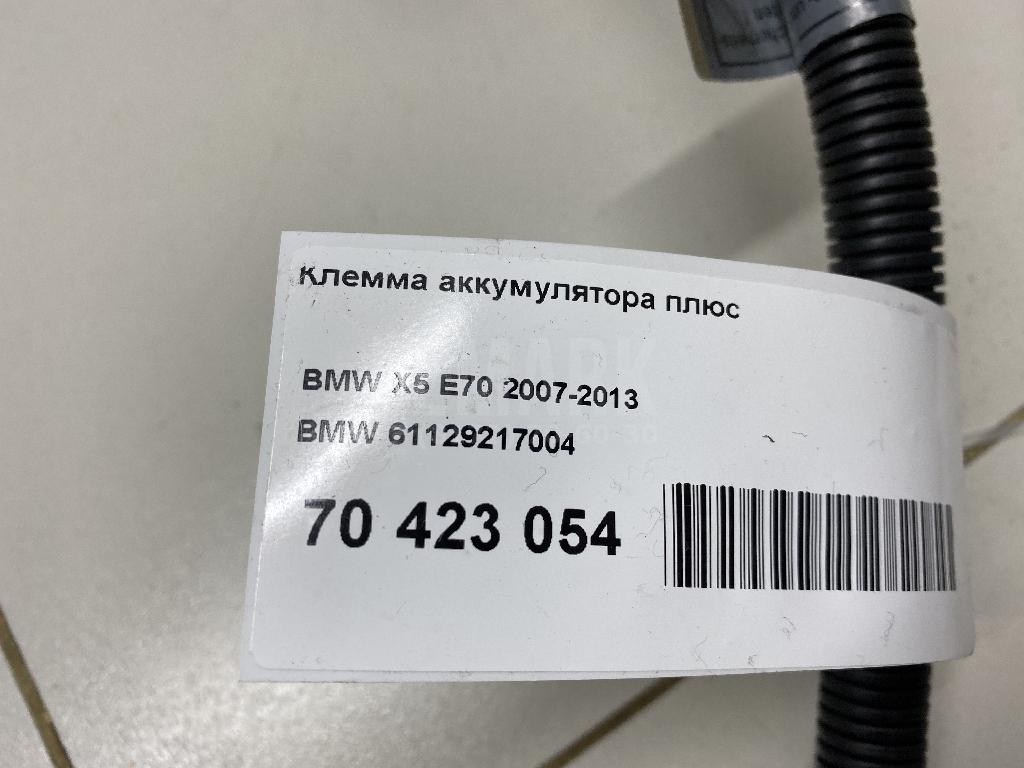 Клемма аккумулятора плюс
BMW X5 E70 2007-2013
BMW 61129217004
70 423 054